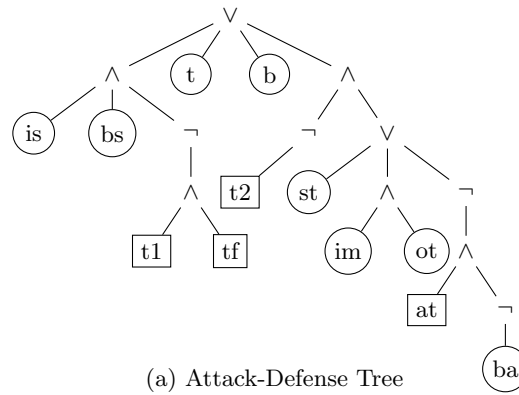 ∨
∧ t b ∧
is bs ¬ ¬ ∨
∧ t2 st ∧ ¬
t1 tf im ot ∧
at ¬
ba
(a) Attack-Defense Tree